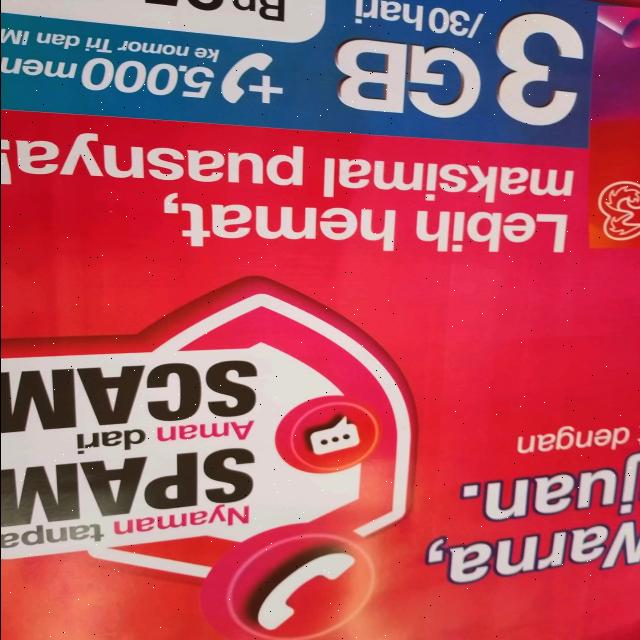 warna,
juan.
dengan
Nyaman tanpa
SPAM
Aman dari
SCAM
Lebih hemat,
maksimal puasnya!
3 GB
/30 hari
+ 5.000 men
ke nomor Tri dan IM
Rp